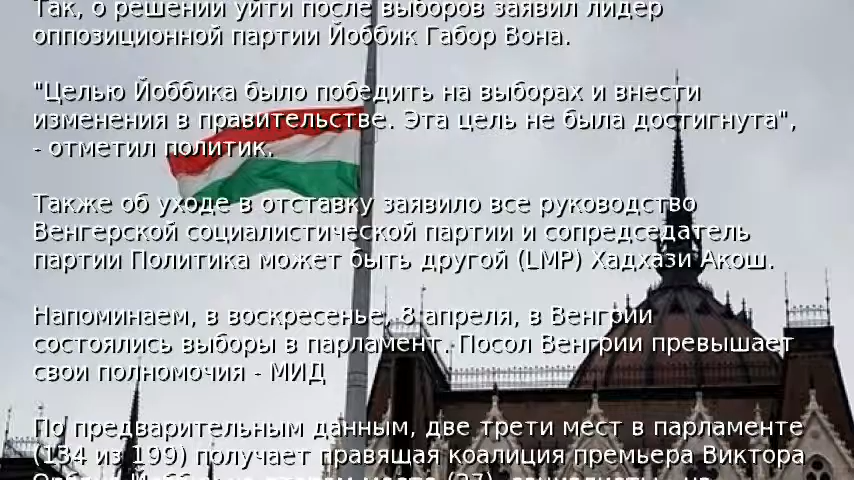 Так, о решении уйти после выборов заявил лидер
оппозиционной партии Йоббик Габор Вона.
"Целью Йоббика было победить на выборах и внести
изменения в правительстве. Эта цель не была достигнута",
- отметил политик.
Также об уходе в отставку заявило все руководство
Венгерской социалистической партии и сопредседатель
партии Политика может быть другой (LMP) Хадхази Акош.
Напоминаем, в воскресенье, 8 апреля, в Венгрии
состоялись выборы в парламент. Посол Венгрии превышает
свои полномочия - МИД
По предварительным данным, две трети мест в парламенте
(134 из 199) получает правящая коалиция премьера Виктора